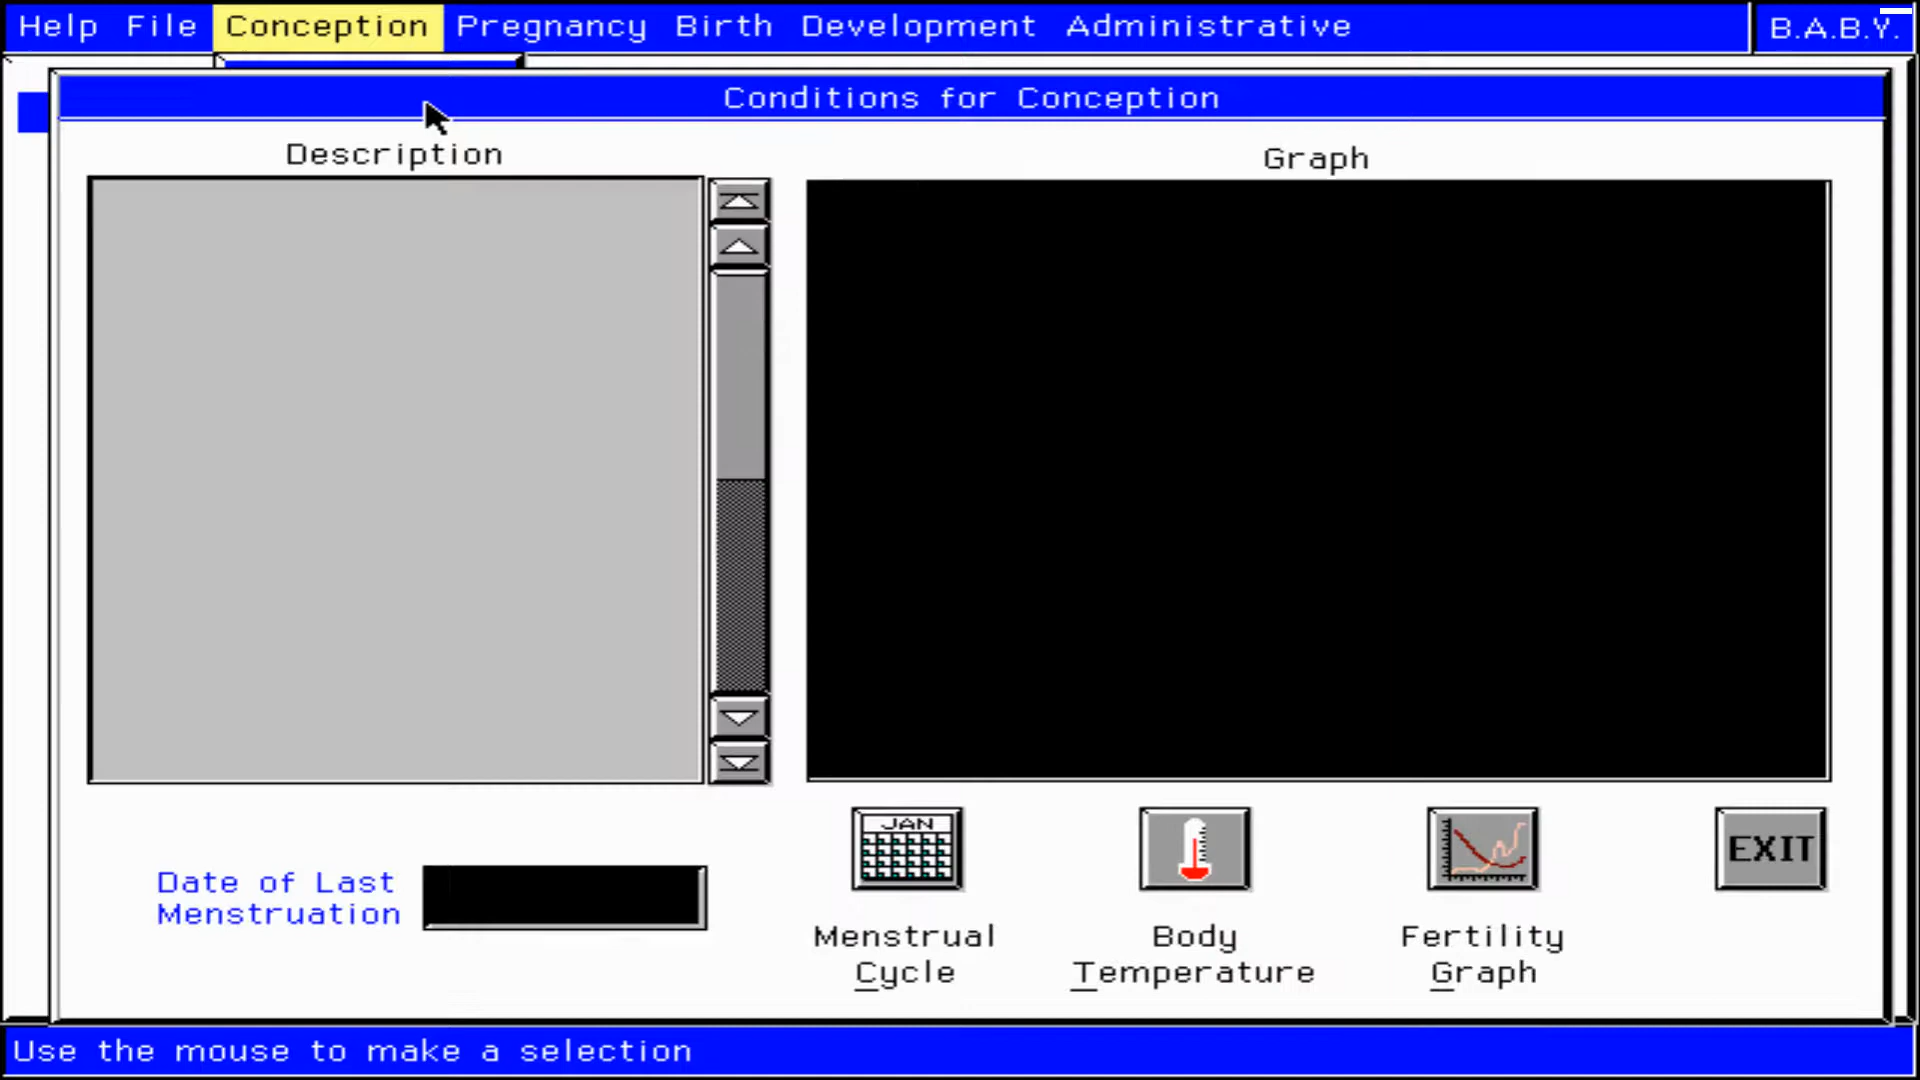 Help File Conception Pregnancy Birth Development Administrative B.A.B.Y.
Conditions for Conception
Description
Graph
JAN
EXIT
Date of Last
Menstruation
Menstrual
Cycle
Body
Temperature
Fertility
Graph
Use the mouse to make a selection